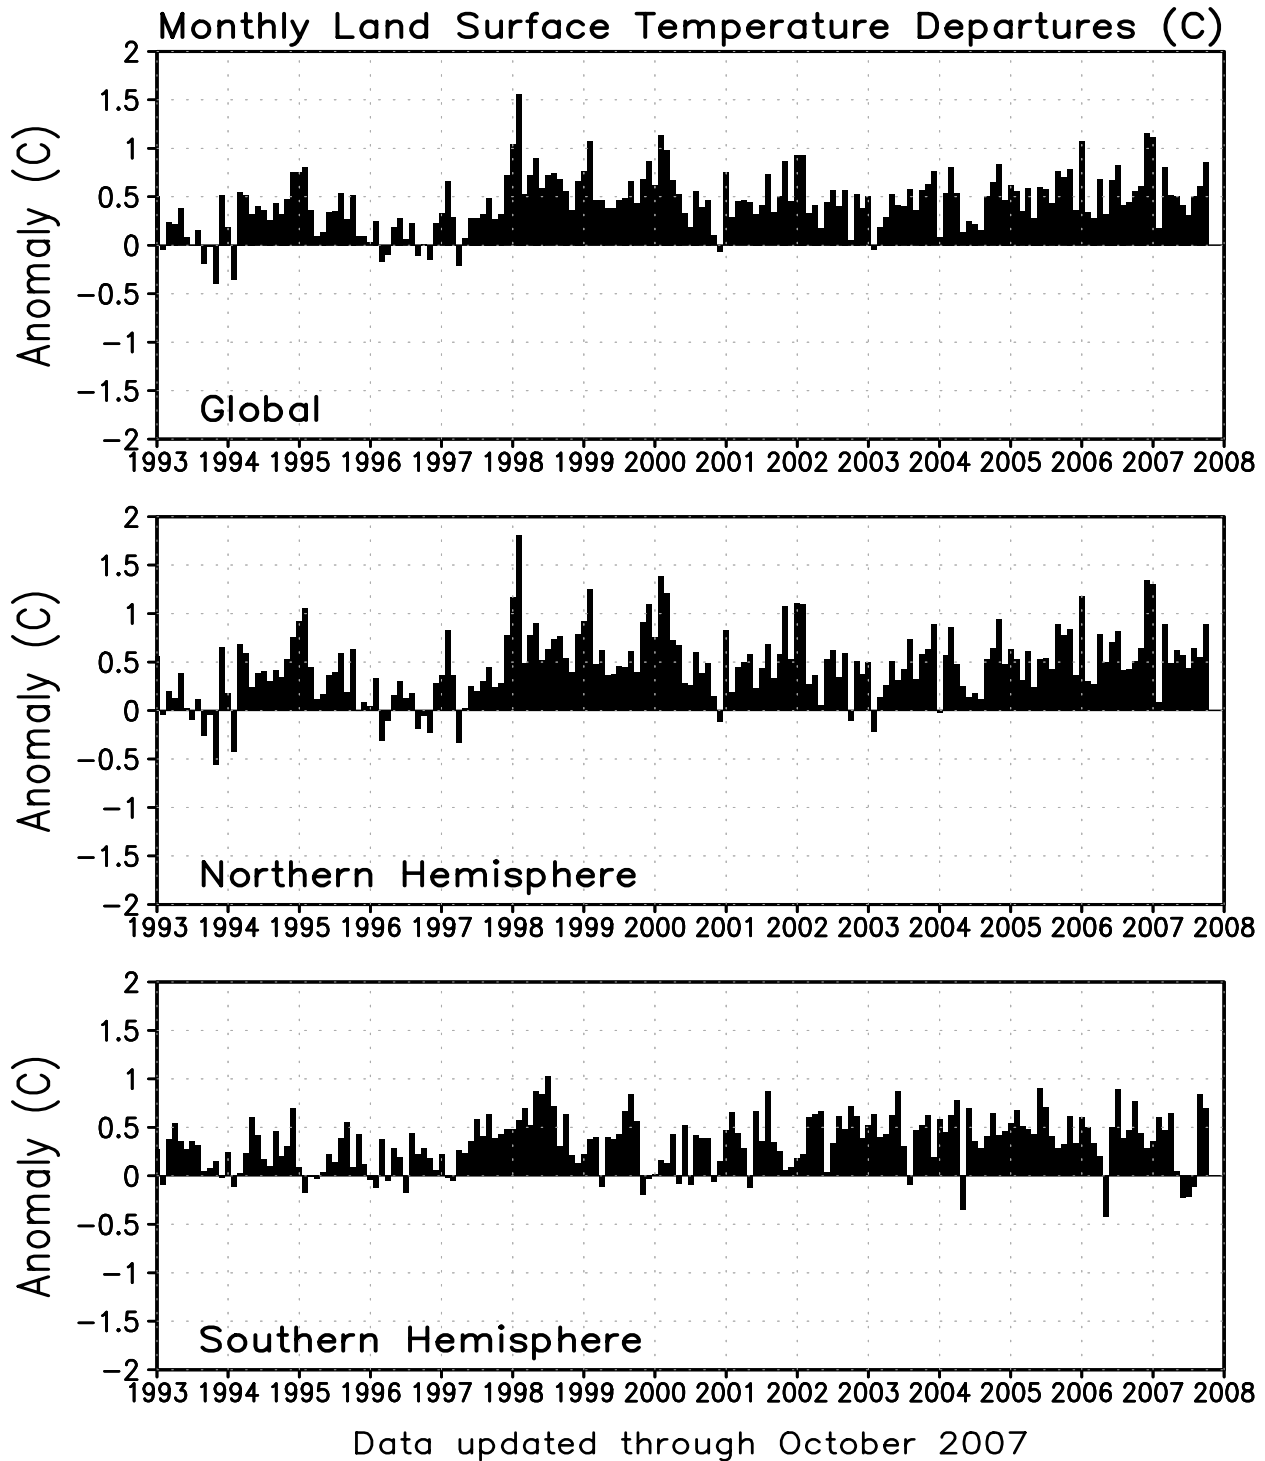 Monthly Land Surface Temperature Departures (C)
Anomaly (C)
2
1.5
1
0.5
0
−0.5
−1
−1.5
−2
Global
1993 1994 1995 1996 1997 1998 1999 2000 2001 2002 2003 2004 2005 2006 2007 2008
Anomaly (C)
2
1.5
1
0.5
0
−0.5
−1
−1.5
−2
Northern Hemisphere
1993 1994 1995 1996 1997 1998 1999 2000 2001 2002 2003 2004 2005 2006 2007 2008
Anomaly (C)
2
1.5
1
0.5
0
−0.5
−1
−1.5
−2
Southern Hemisphere
1993 1994 1995 1996 1997 1998 1999 2000 2001 2002 2003 2004 2005 2006 2007 2008
Data updated through October 2007